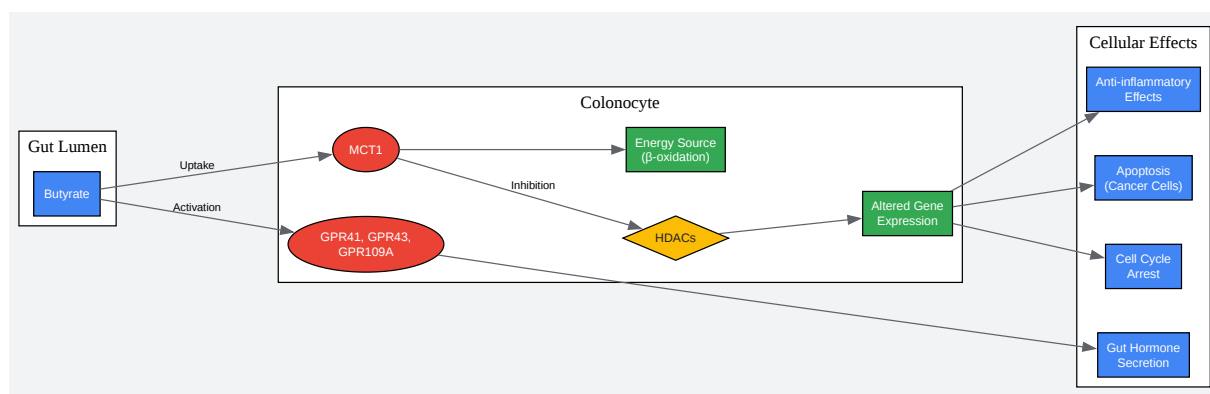 Gut Lumen
Butyrate
Uptake
Activation
Colonocyte
MCT1
GPR41, GPR43,
GPR109A
Inhibition
Energy Source
(β-oxidation)
HDACs
Altered Gene
Expression
Cellular Effects
Anti-inflammatory
Effects
Apoptosis
(Cancer Cells)
Cell Cycle
Arrest
Gut Hormone
Secretion